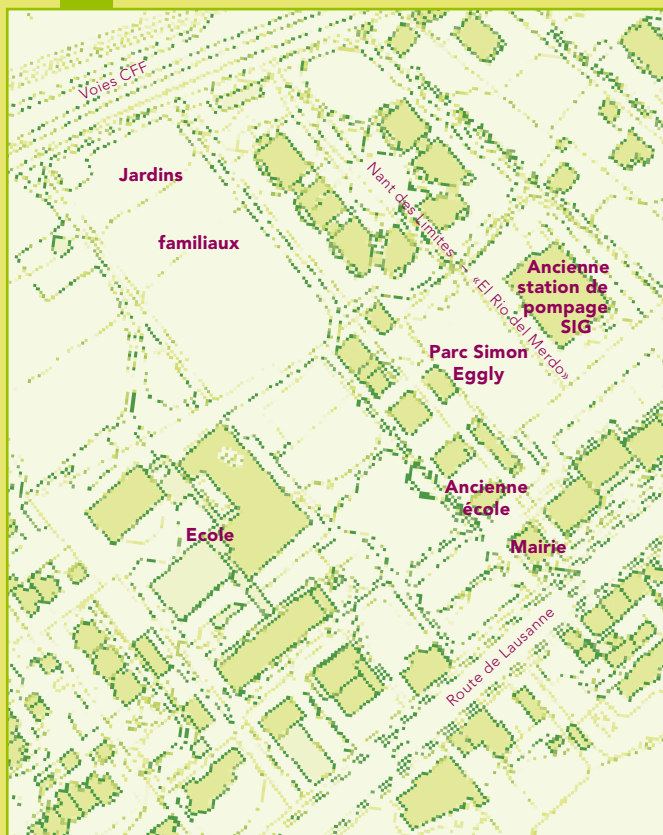 Voies CFF
Jardins
familiaux
Nant des Limites – «El Rio del Merdo»
Ancienne
station de
pompage
SIG
Parc Simon
Eggly
Ancienne
école
Ecole
Mairie
Route de Lausanne